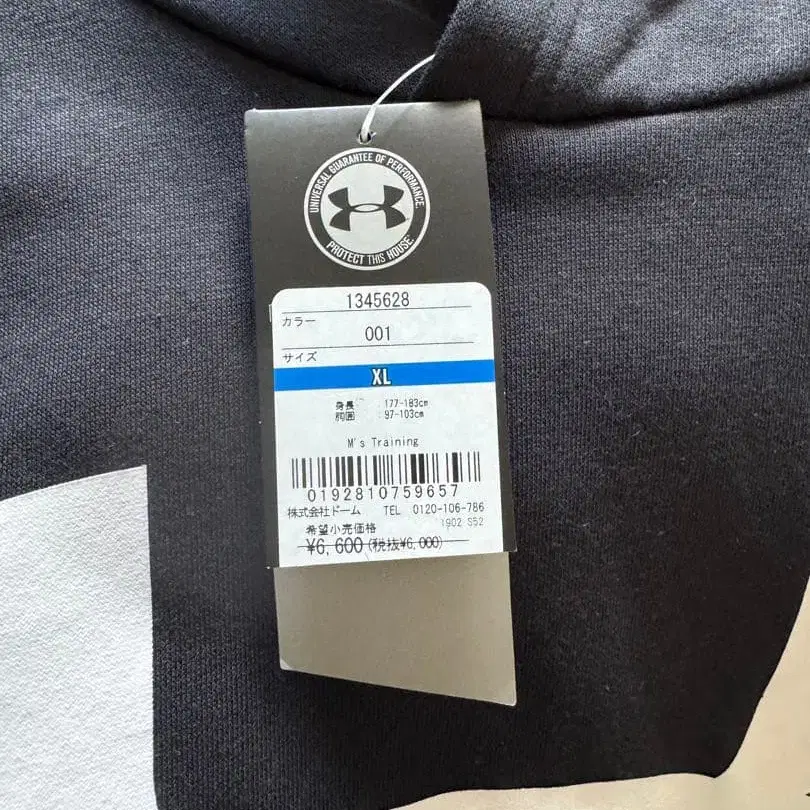 UNIVERSAL GUARANTEE OF PERFORMANCE.
PROTECT THIS HOUSE.
1345628
カラー
001
サイズ
XL
身長 :177-183cm
胸囲 :97-103cm
M's Training
0192810759657
株式会社ドーム TEL 0120-106-786
希望小売価格 1902 S52
¥6,600(税抜¥6,000)